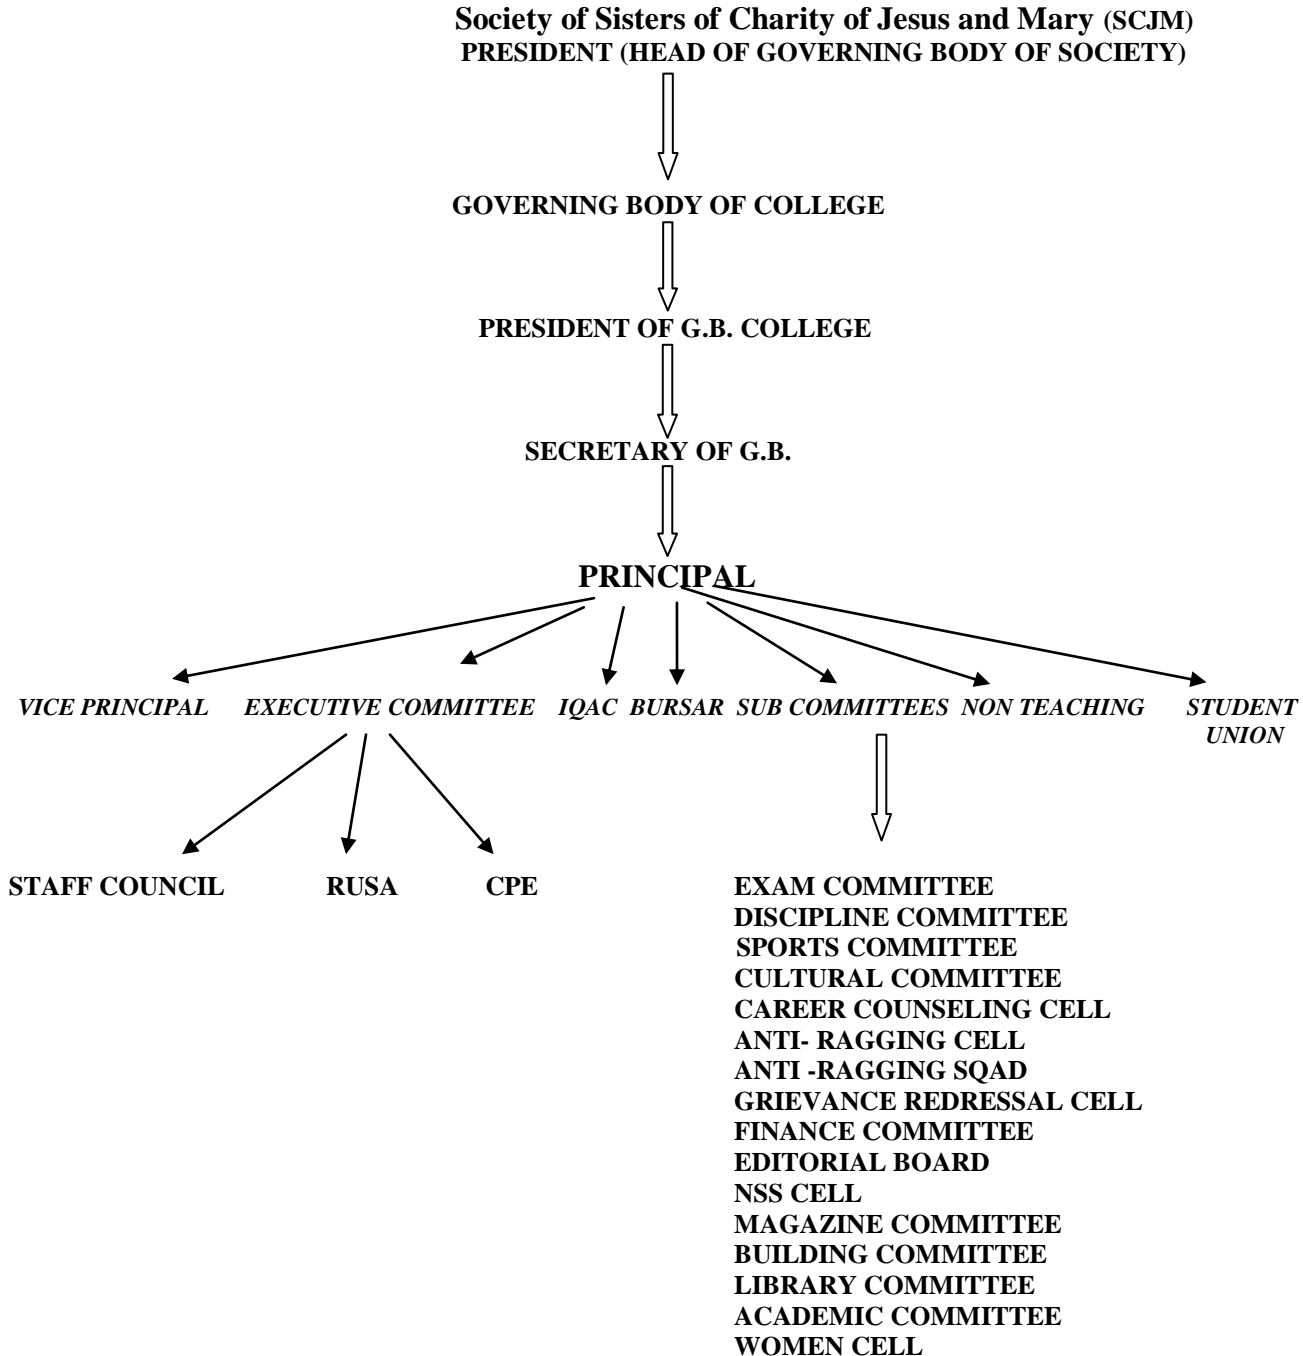 Society of Sisters of Charity of Jesus and Mary (SCJM)
PRESIDENT (HEAD OF GOVERNING BODY OF SOCIETY)
GOVERNING BODY OF COLLEGE
PRESIDENT OF G.B. COLLEGE
SECRETARY OF G.B.
PRINCIPAL
VICE PRINCIPAL EXECUTIVE COMMITTEE IQAC BURSAR SUB COMMITTEES NON TEACHING STUDENT
UNION
STAFF COUNCIL RUSA CPE EXAM COMMITTEE
DISCIPLINE COMMITTEE
SPORTS COMMITTEE
CULTURAL COMMITTEE
CAREER COUNSELING CELL
ANTI- RAGGING CELL
ANTI -RAGGING SQAD
GRIEVANCE REDRESSAL CELL
FINANCE COMMITTEE
EDITORIAL BOARD
NSS CELL
MAGAZINE COMMITTEE
BUILDING COMMITTEE
LIBRARY COMMITTEE
ACADEMIC COMMITTEE
WOMEN CELL